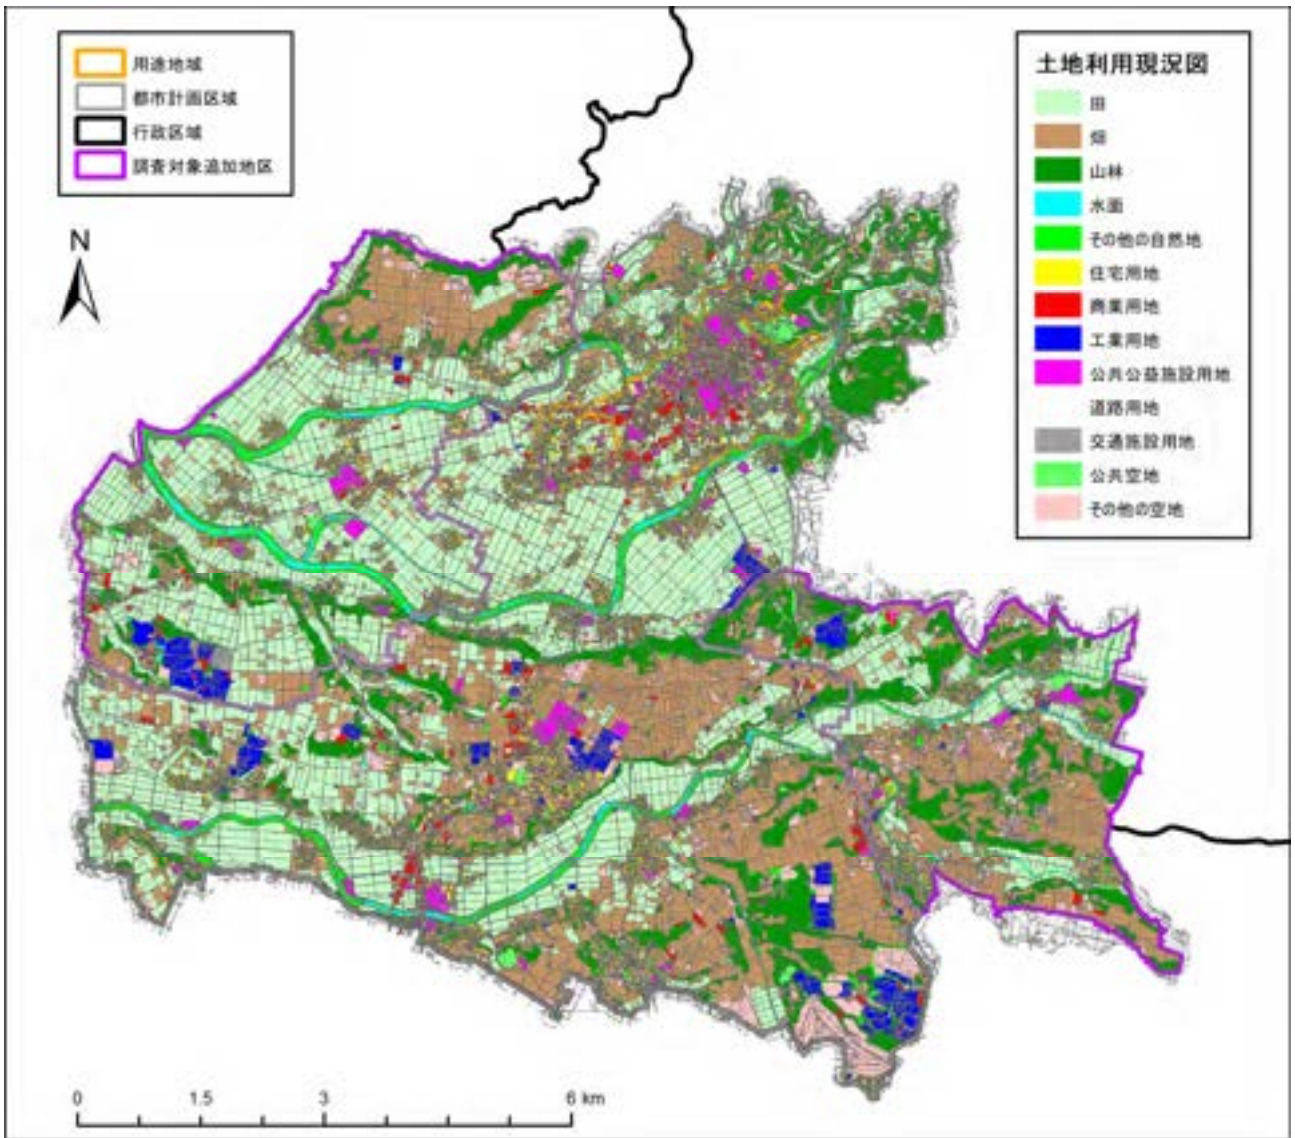 用途地域
都市計画区域
行政区域
調査対象追加地区
N
土地利用現況図
田
畑
山林
水面
その他の自然地
住宅用地
商業用地
工業用地
公共公益施設用地
道路用地
交通施設用地
公共空地
その他の空地
0 1.5 3 6 km